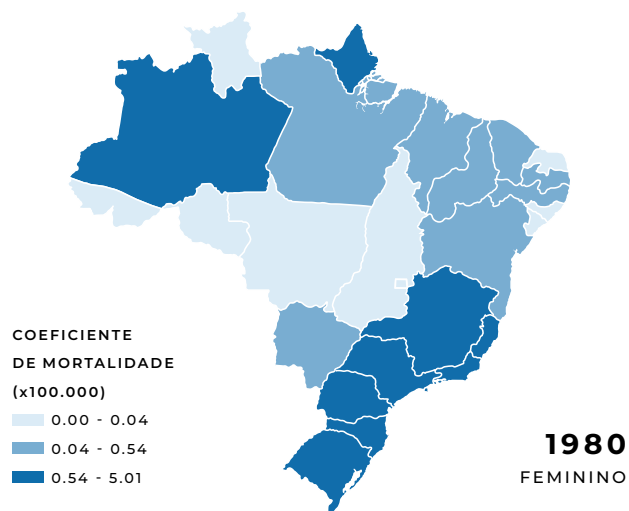 COEFICIENTE
DE MORTALIDADE
(x100.000)
0.00 - 0.04
0.04 - 0.54
0.54 - 5.01
1980
FEMININO